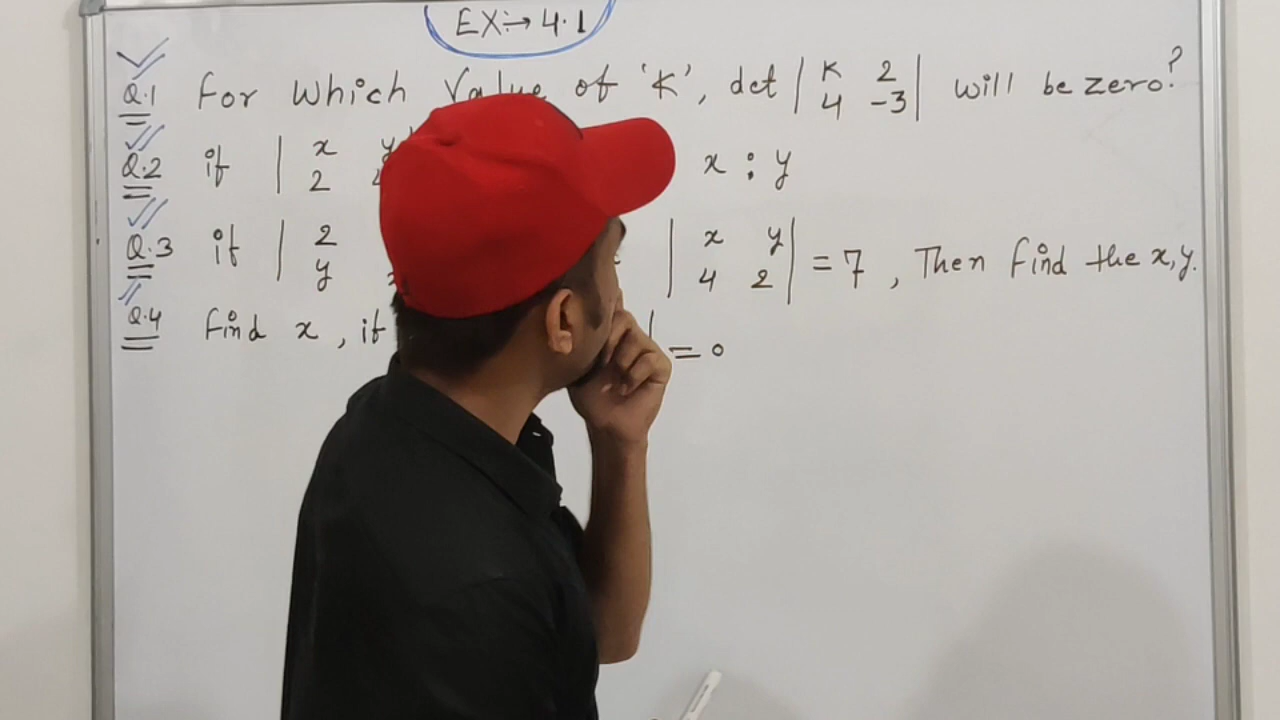 EX:→ 4.1
Q.1 For Which Value of 'K', det | K 2 | will be zero?
4 -3
Q.2 if | x y x : y
2 4
Q.3 if | 2 | x y | = 7 , Then find the x,y.
y 4 2
Q.4 find x , if | = 0